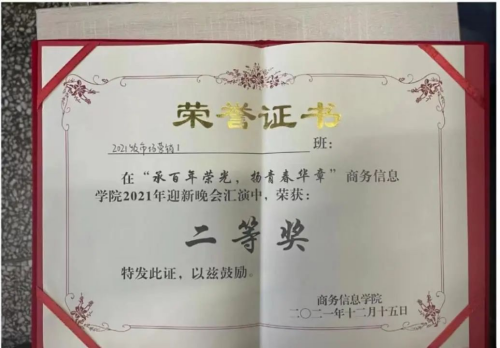 荣誉证书
2021级市场营销1班：
在“承百年荣光，扬青春华章”商务信息
学院2021年迎新晚会汇演中，荣获：
二等奖
特发此证，以兹鼓励。
商务信息学院
二〇二一年十二月十五日